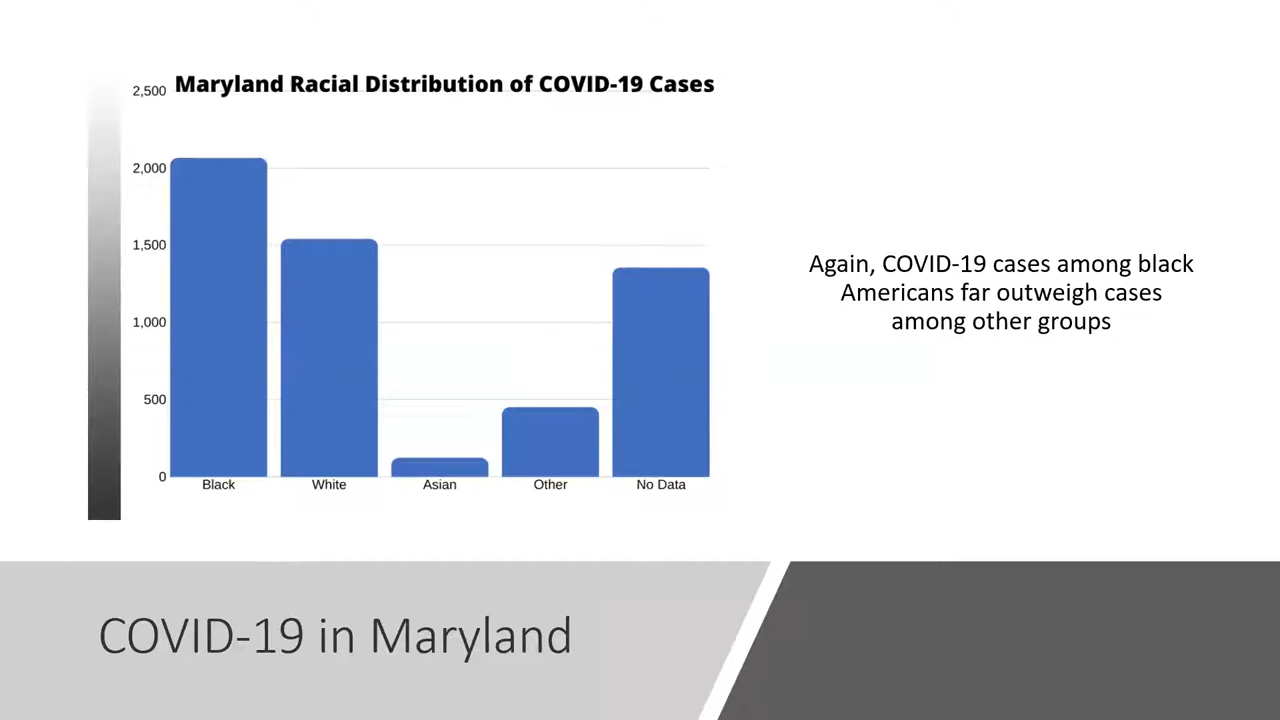 Maryland Racial Distribution of COVID-19 Cases
2,500
2,000
1,500
1,000
500
0
Black White Asian Other No Data
Again, COVID-19 cases among black
Americans far outweigh cases
among other groups
COVID-19 in Maryland